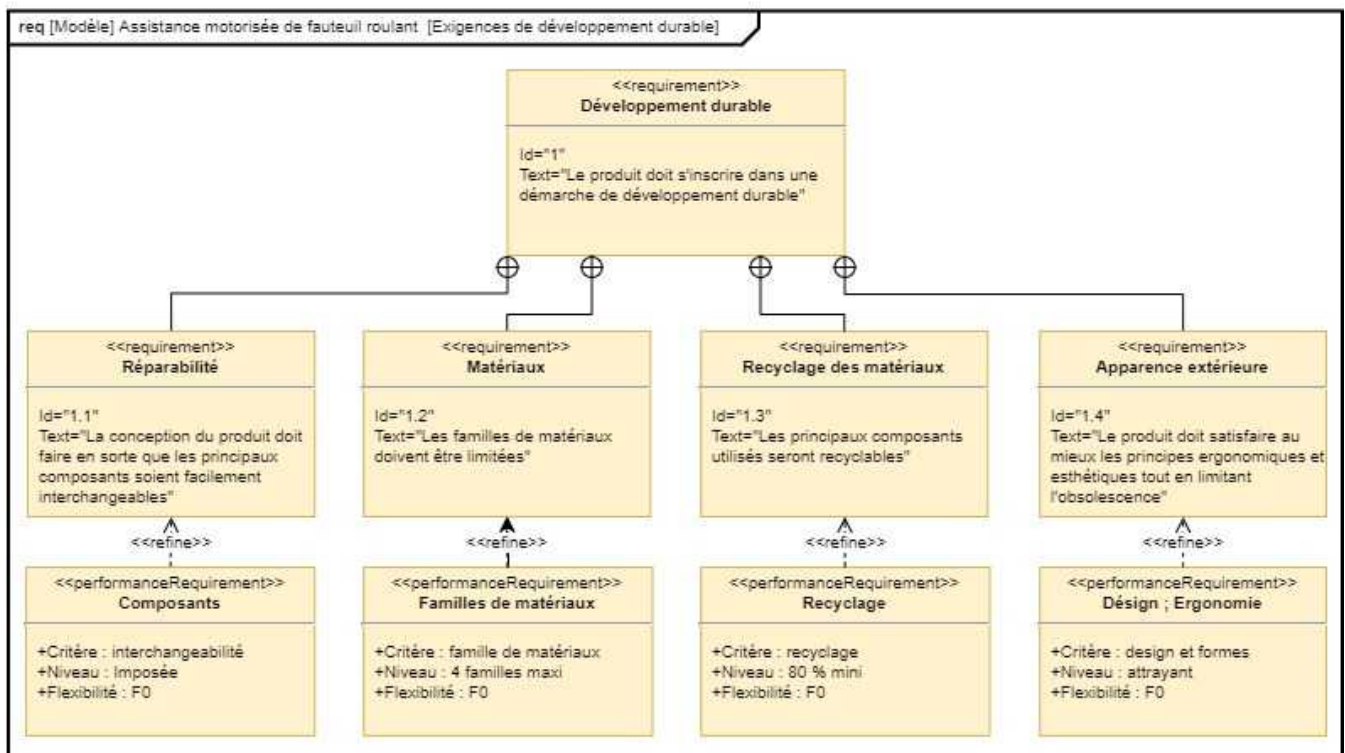 req [Modèle] Assistance motorisée de fauteuil roulant [Exigences de développement durable]
<<requirement>>
Développement durable
Id="1"
Text="Le produit doit s'inscrire dans une
démarche de développement durable"
<<requirement>>
Réparabilité
Id="1.1"
Text="La conception du produit doit
faire en sorte que les principaux
composants soient facilement
interchangeables"
<<requirement>>
Matériaux
Id="1.2"
Text="Les familles de matériaux
doivent être limitées"
<<requirement>>
Recyclage des matériaux
Id="1.3"
Text="Les principaux composants
utilisés seront recyclables"
<<requirement>>
Apparence extérieure
Id="1.4"
Text="Le produit doit satisfaire au
mieux les principes ergonomiques et
esthétiques tout en limitant
l'obsolescence"
<<refine>>
<<refine>>
<<refine>>
<<refine>>
<<performanceRequirement>>
Composants
+Critère : interchangeabilité
+Niveau : Imposée
+Flexibilité : F0
<<performanceRequirement>>
Familles de matériaux
+Critère : famille de matériaux
+Niveau : 4 familles maxi
+Flexibilité : F0
<<performanceRequirement>>
Recyclage
+Critère : recyclage
+Niveau : 80 % mini
+Flexibilité : F0
<<performanceRequirement>>
Désign ; Ergonomie
+Critère : design et formes
+Niveau : attrayant
+Flexibilité : F0